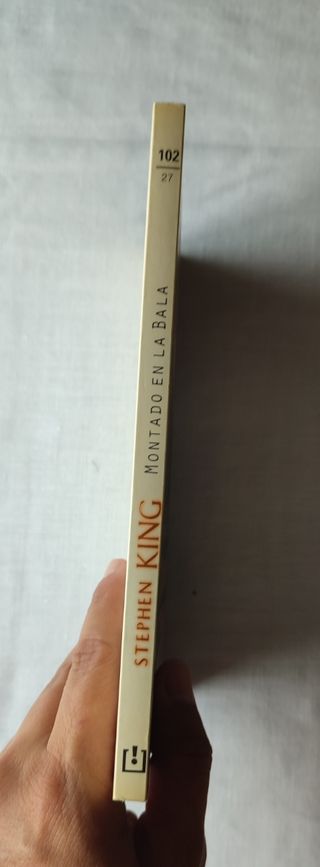 102
27
MONTADO EN LA BALA
STEPHEN KING